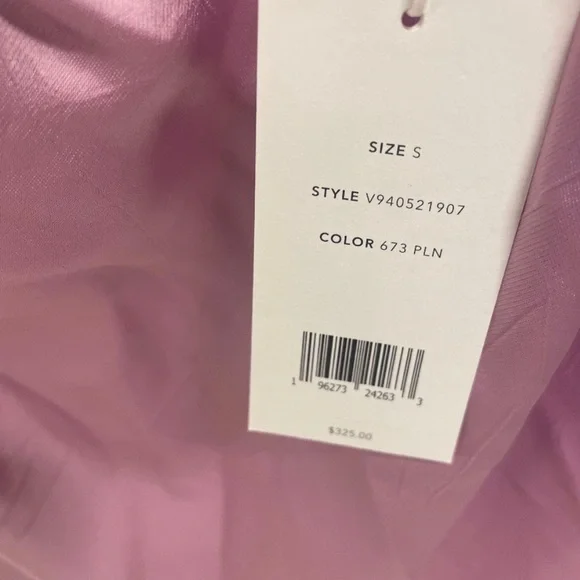 SIZE S
STYLE V940521907
COLOR 673 PLN
1 96273 24263 3
$325.00